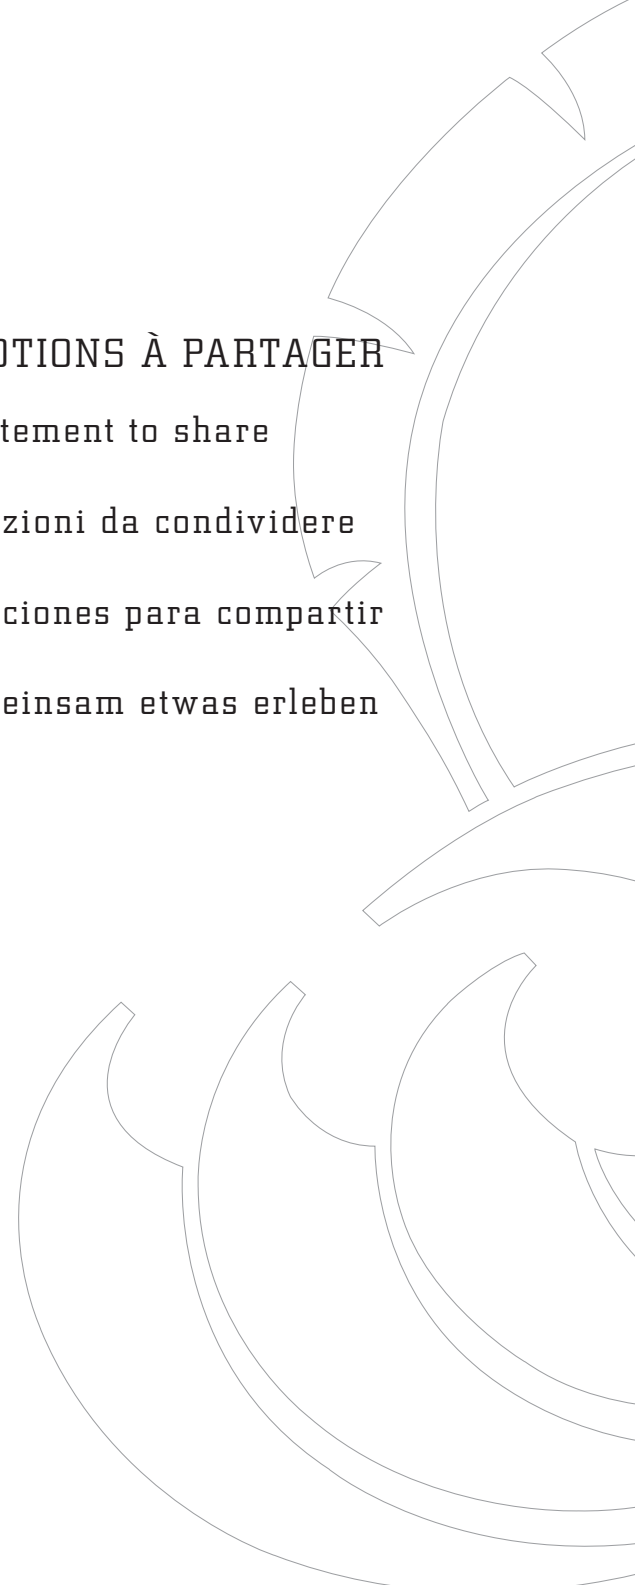 OTIONS À PARTAGER
tement to share
zioni da condividere
ciones para compartir
einsam etwas erleben